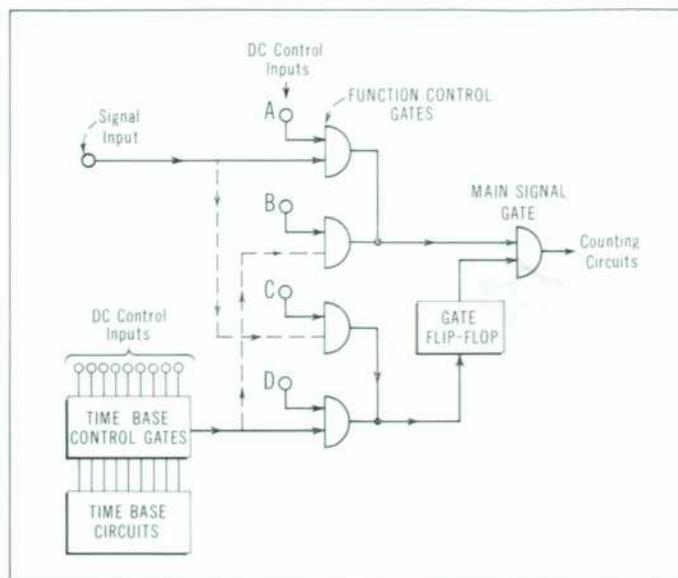 DC Control
Inputs
A
FUNCTION CONTROL
GATES
Signal
Input
B
MAIN SIGNAL
GATE
Counting
Circuits
C
DC Control
Inputs
GATE
FLIP-FLOP
D
TIME BASE
CONTROL GATES
TIME BASE
CIRCUITS